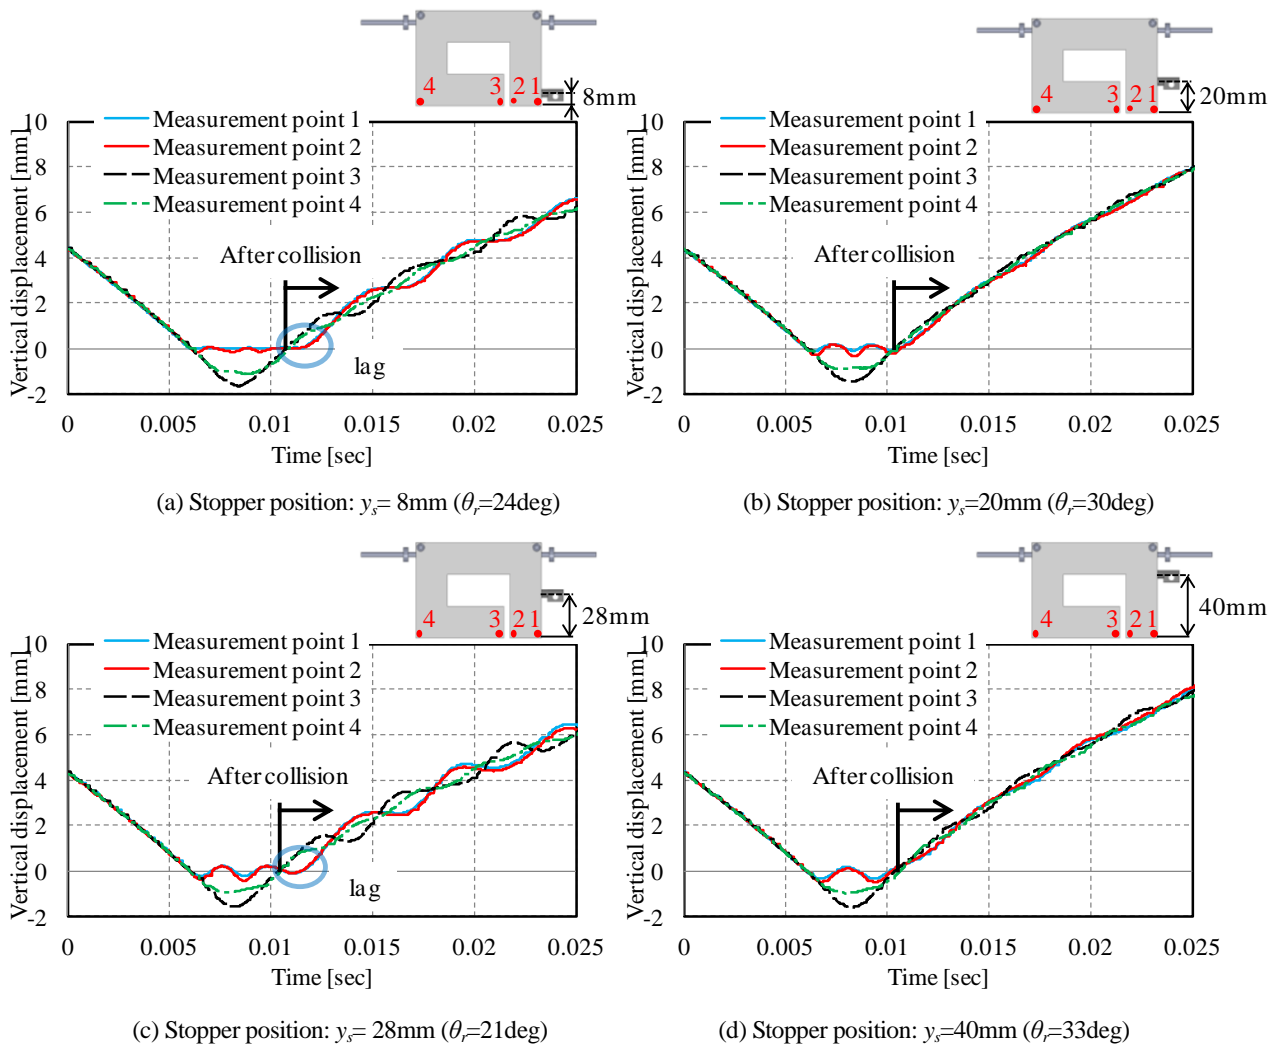 4 3 2 1
8mm
10
8
6
4
2
0
-2
Vertical displacement [mm]
Measurement point 1
Measurement point 2
Measurement point 3
Measurement point 4
After collision
lag
0 0.005 0.01 0.015 0.02 0.025
Time [sec]
(a) Stopper position: yₛ= 8mm (θᵣ=24deg)
4 3 2 1
20mm
10
8
6
4
2
0
-2
Vertical displacement [mm]
Measurement point 1
Measurement point 2
Measurement point 3
Measurement point 4
After collision
0 0.005 0.01 0.015 0.02 0.025
Time [sec]
(b) Stopper position: yₛ=20mm (θᵣ=30deg)
4 3 2 1
28mm
10
8
6
4
2
0
-2
Vertical displacement [mm]
Measurement point 1
Measurement point 2
Measurement point 3
Measurement point 4
After collision
lag
0 0.005 0.01 0.015 0.02 0.025
Time [sec]
(c) Stopper position: yₛ= 28mm (θᵣ=21deg)
4 3 2 1
40mm
10
8
6
4
2
0
-2
Vertical displacement [mm]
Measurement point 1
Measurement point 2
Measurement point 3
Measurement point 4
After collision
0 0.005 0.01 0.015 0.02 0.025
Time [sec]
(d) Stopper position: yₛ=40mm (θᵣ=33deg)